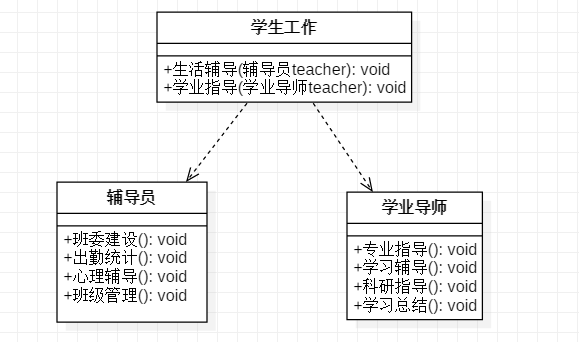 学生工作
+生活辅导(辅导员teacher): void
+学业指导(学业导师teacher): void
辅导员
+班委建设(): void
+出勤统计(): void
+心理辅导(): void
+班级管理(): void
学业导师
+专业指导(): void
+学习辅导(): void
+科研指导(): void
+学习总结(): void